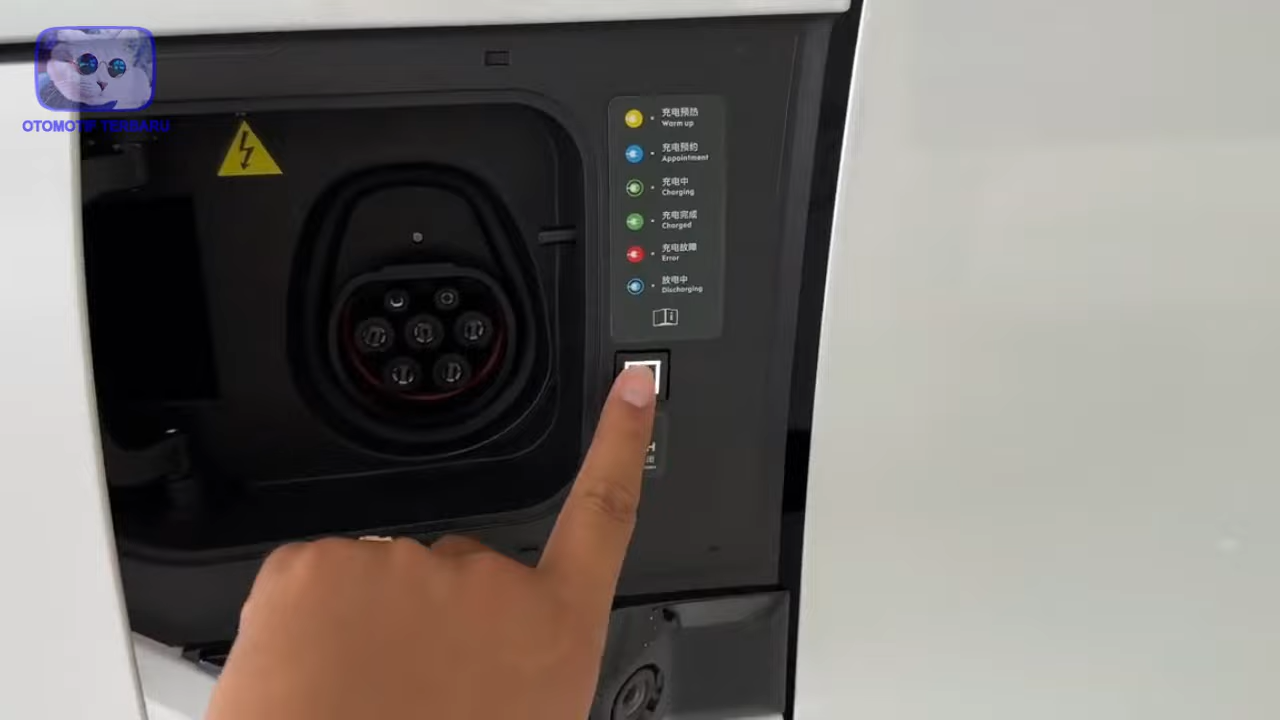 OTOMOTIF TERBARU
充电预热
Warm up
充电预约
Appointment
充电中
Charging
充电完成
Charged
充电故障
Error
放电中
Discharging
i